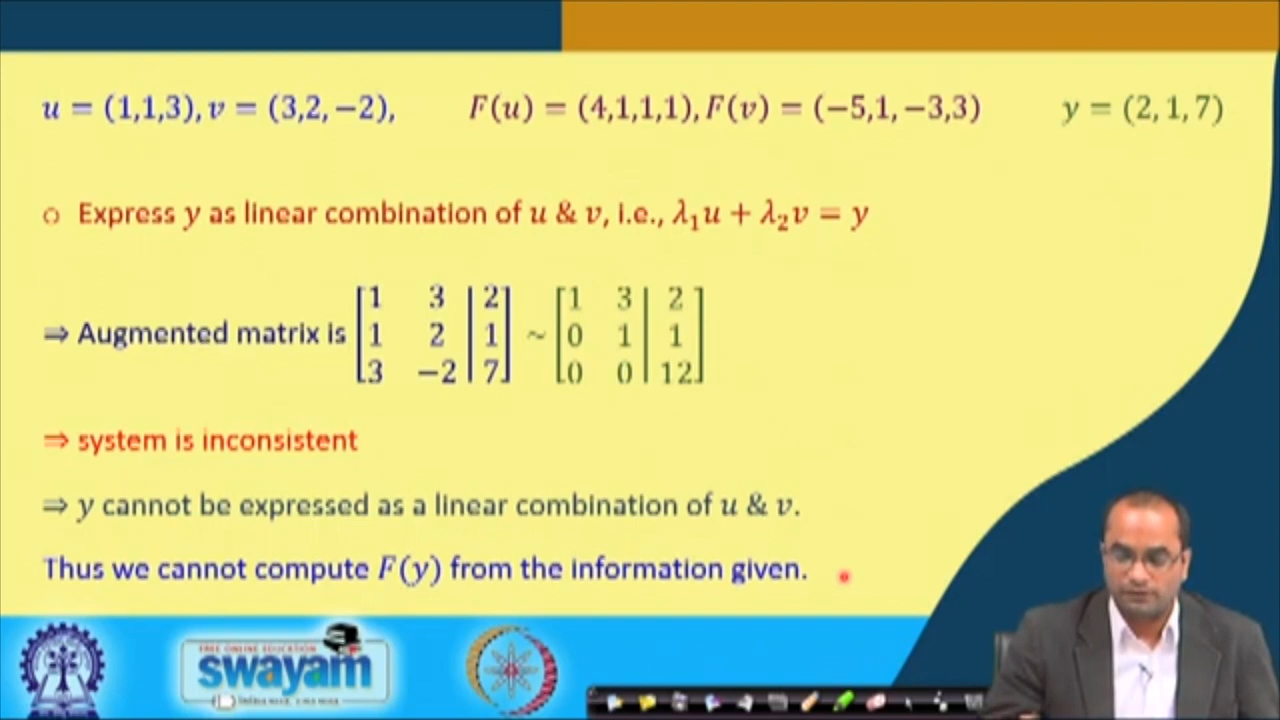 u = (1,1,3), v = (3,2,−2), F(u) = (4,1,1,1), F(v) = (−5,1,−3,3) y = (2,1,7)
○ Express y as linear combination of u & v, i.e., λ₁u + λ₂v = y
⇒ Augmented matrix is [1 3 | 2; 1 2 | 1; 3 −2 | 7] ~ [1 3 | 2; 0 1 | 1; 0 0 | 12]
⇒ system is inconsistent
⇒ y cannot be expressed as a linear combination of u & v.
Thus we cannot compute F(y) from the information given.
FREE ONLINE EDUCATION
swayam